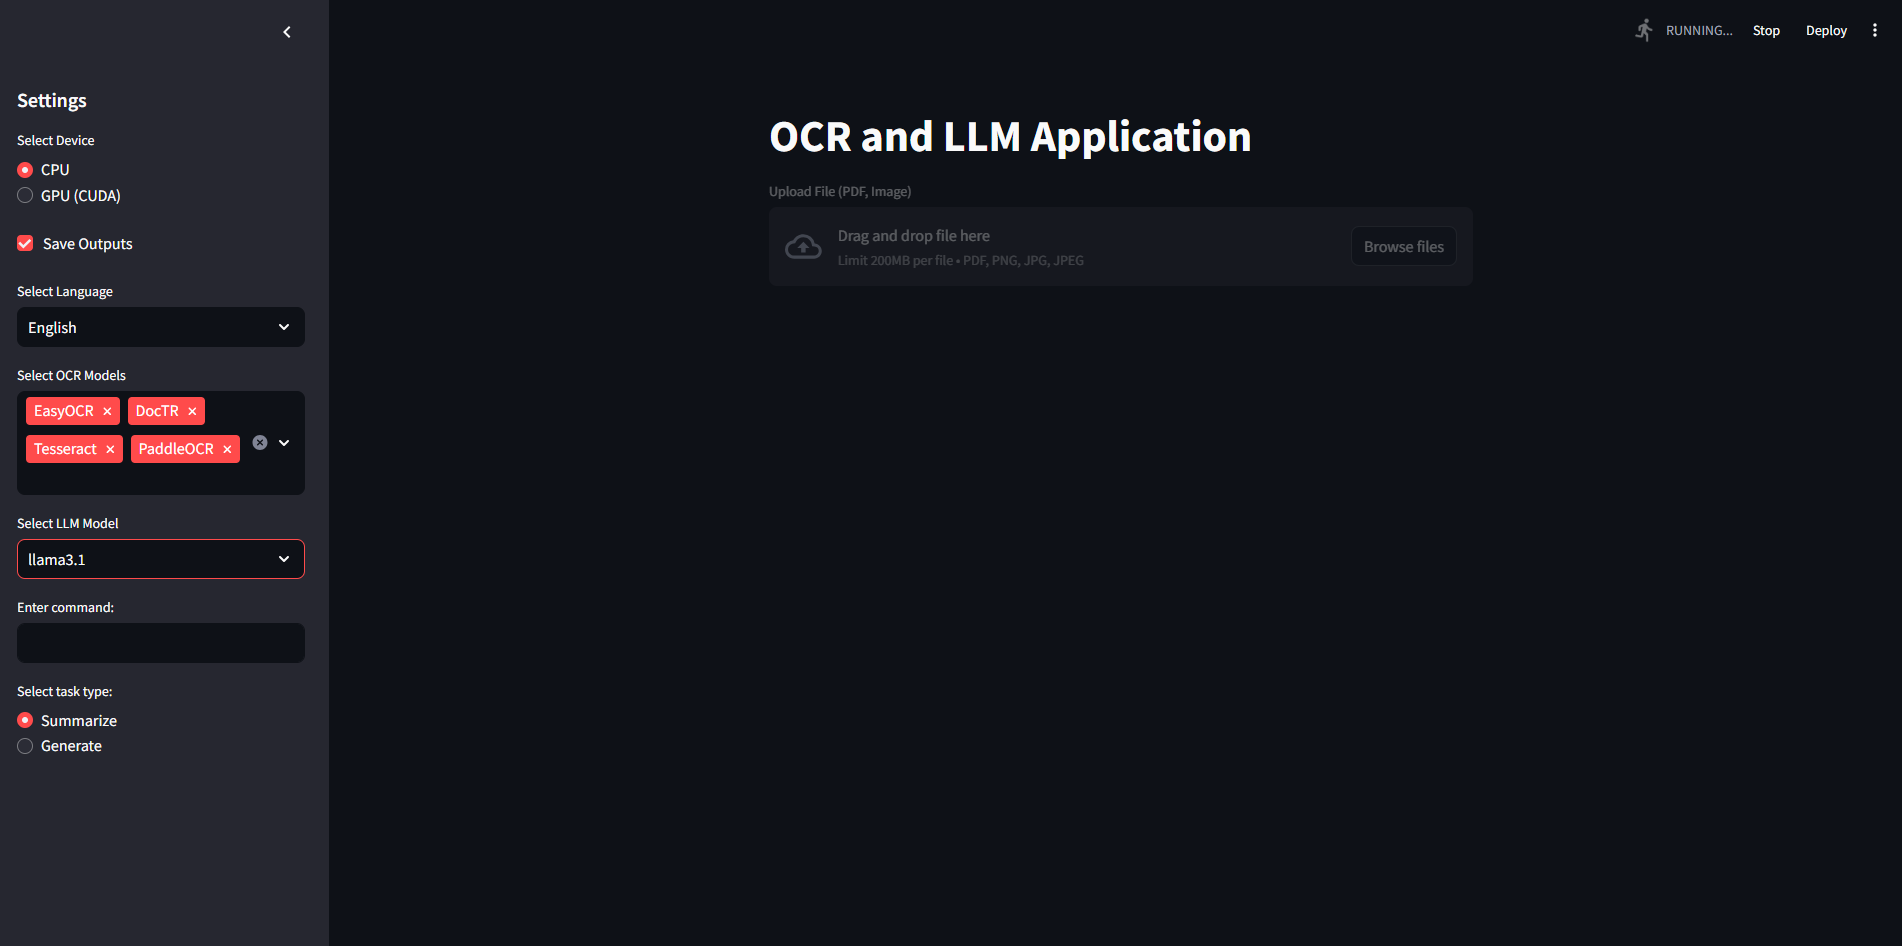 Settings
Select Device
CPU
GPU (CUDA)
Save Outputs
Select Language
English
Select OCR Models
EasyOCR × DocTR ×
Tesseract × PaddleOCR ×
Select LLM Model
llama3.1
Enter command:
Select task type:
Summarize
Generate
RUNNING... Stop Deploy
OCR and LLM Application
Upload File (PDF, Image)
Drag and drop file here
Limit 200MB per file • PDF, PNG, JPG, JPEG
Browse files